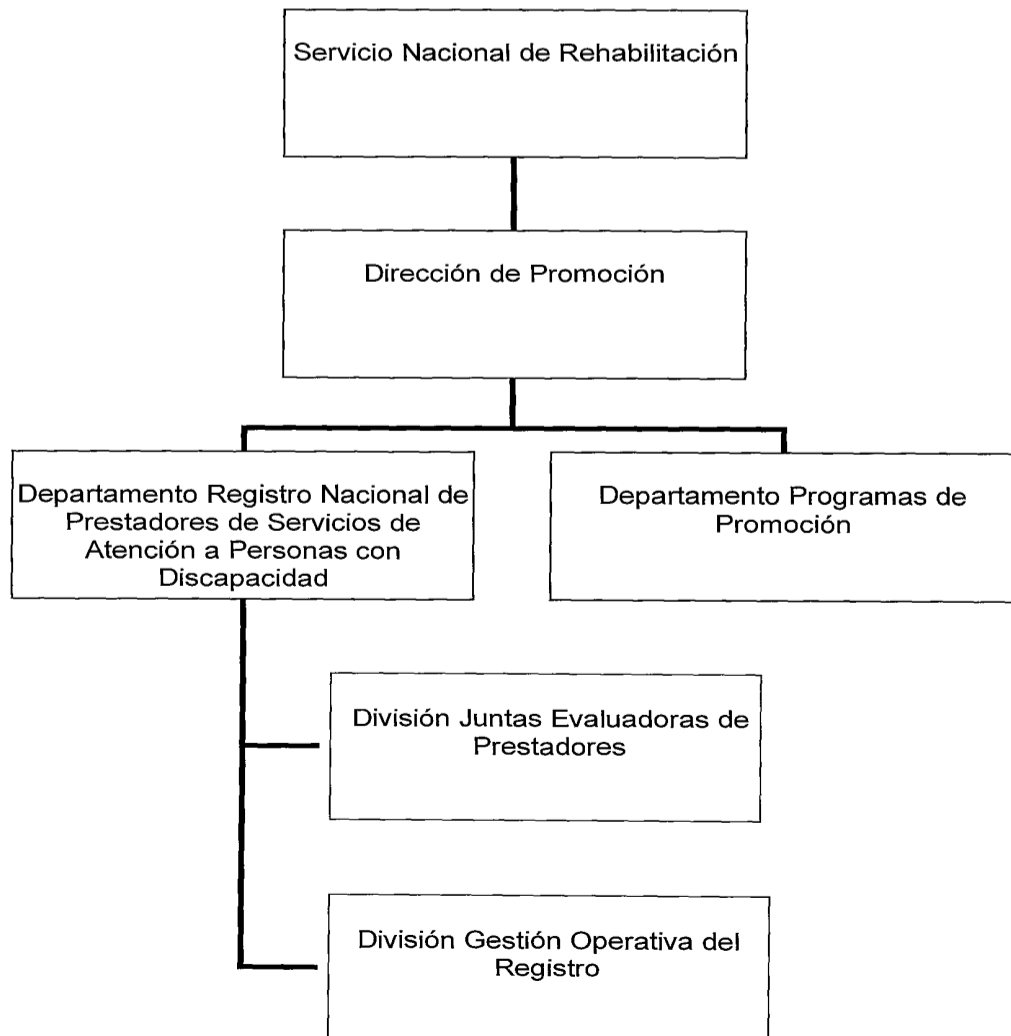 Servicio Nacional de Rehabilitación
Dirección de Promoción
Departamento Registro Nacional de
Prestadores de Servicios de
Atención a Personas con
Discapacidad
Departamento Programas de
Promoción
División Juntas Evaluadoras de
Prestadores
División Gestión Operativa del
Registro